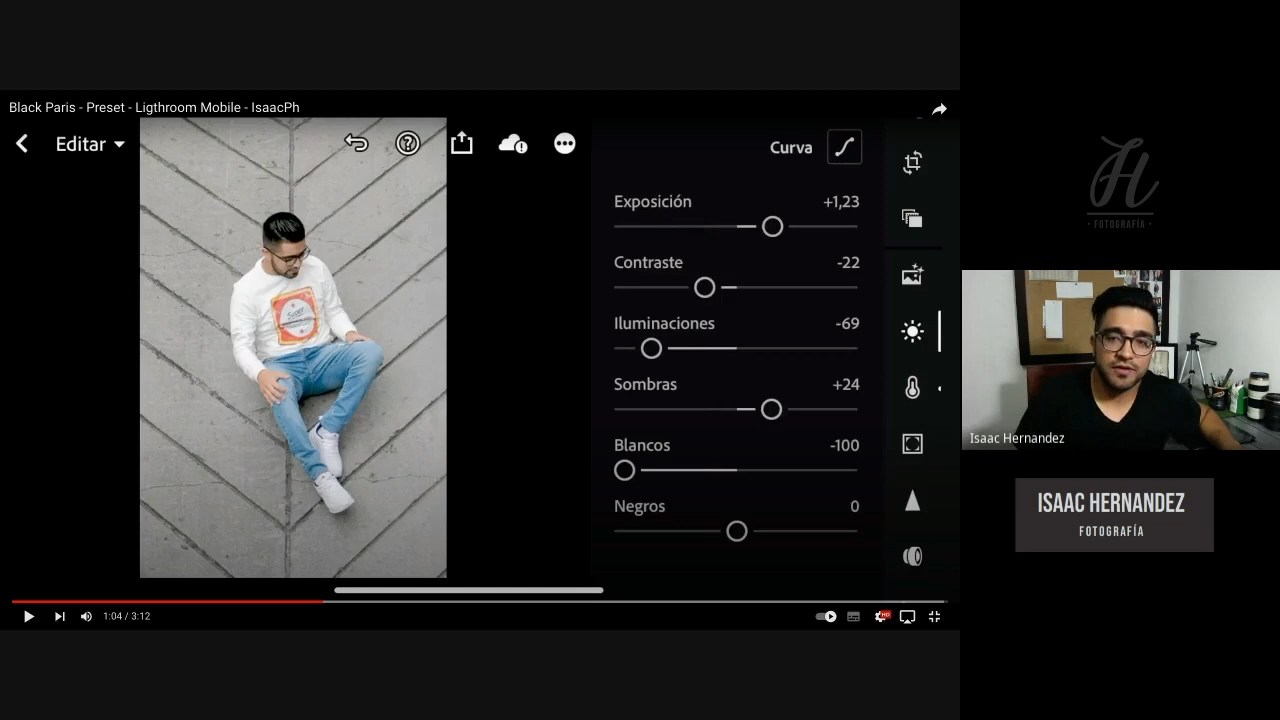 Black Paris - Preset - Ligthroom Mobile - IsaacPh
Editar
Curva
Exposición +1,23
Contraste -22
Iluminaciones -69
Sombras +24
Blancos -100
Negros 0
1:04 / 3:12
HD
H
· FOTOGRAFÍA ·
Isaac Hernandez
ISAAC HERNANDEZ
FOTOGRAFÍA